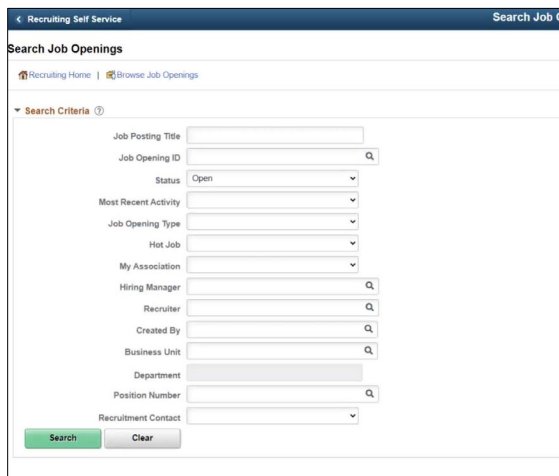 Recruiting Self Service
Search Job
Search Job Openings
Recruiting Home | Browse Job Openings
Search Criteria ?
Job Posting Title
Job Opening ID
Status Open
Most Recent Activity
Job Opening Type
Hot Job
My Association
Hiring Manager
Recruiter
Created By
Business Unit
Department
Position Number
Recruitment Contact
Search Clear